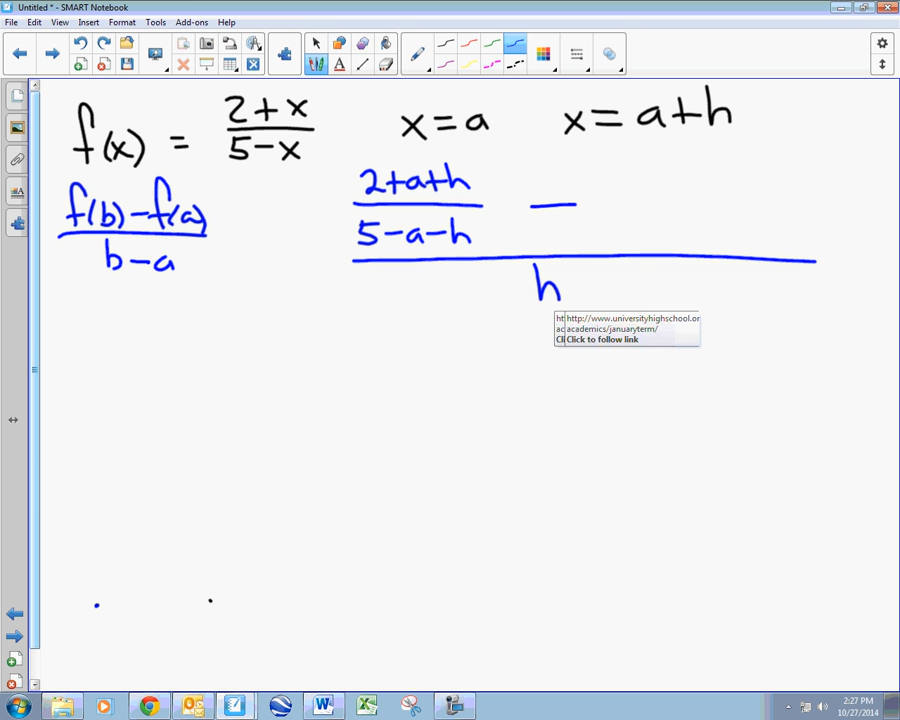 Untitled * - SMART Notebook
File Edit View Insert Format Tools Add-ons Help
f(x) = (2+x)/(5-x) x=a x=a+h
(f(b)-f(a))/(b-a) ((2+a+h)/(5-a-h) - )/h
http://www.universityhighschool.or
academics/januaryterm/
Click to follow link
2:27 PM
10/27/2014